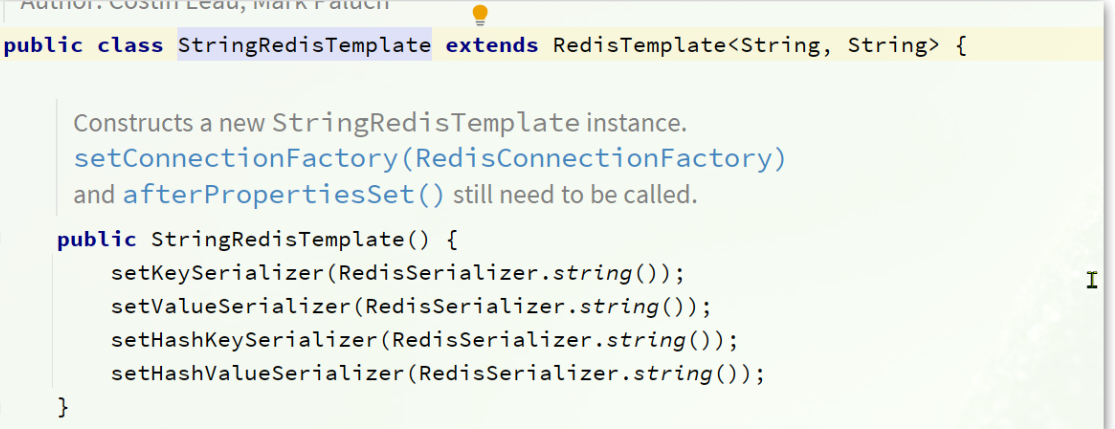 Author: Costin Leau, Mark Paluch
public class StringRedisTemplate extends RedisTemplate<String, String> {
Constructs a new StringRedisTemplate instance.
setConnectionFactory(RedisConnectionFactory)
and afterPropertiesSet() still need to be called.
public StringRedisTemplate() {
setKeySerializer(RedisSerializer.string());
setValueSerializer(RedisSerializer.string());
setHashKeySerializer(RedisSerializer.string());
setHashValueSerializer(RedisSerializer.string());
}